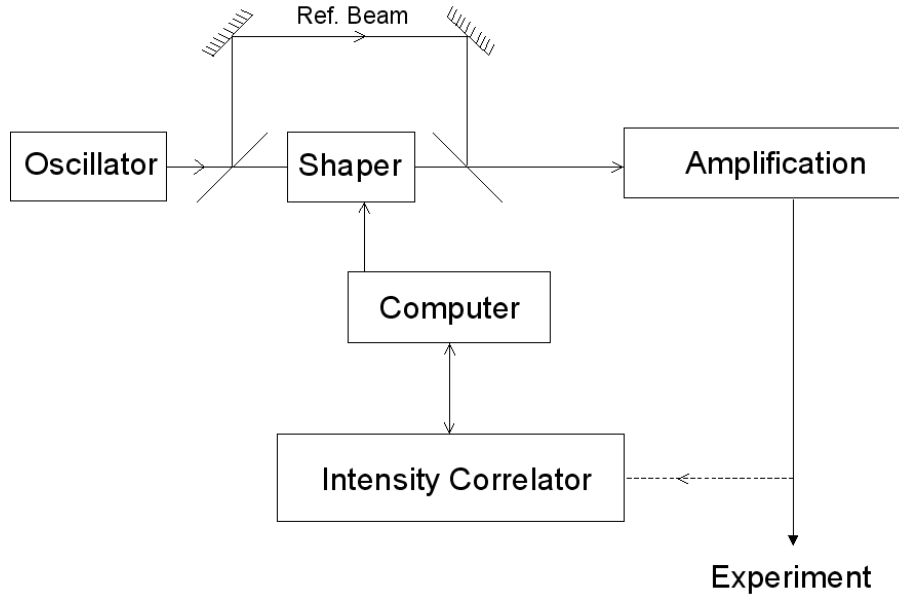 Ref. Beam
Oscillator
Shaper
Amplification
Computer
Intensity Correlator
Experiment